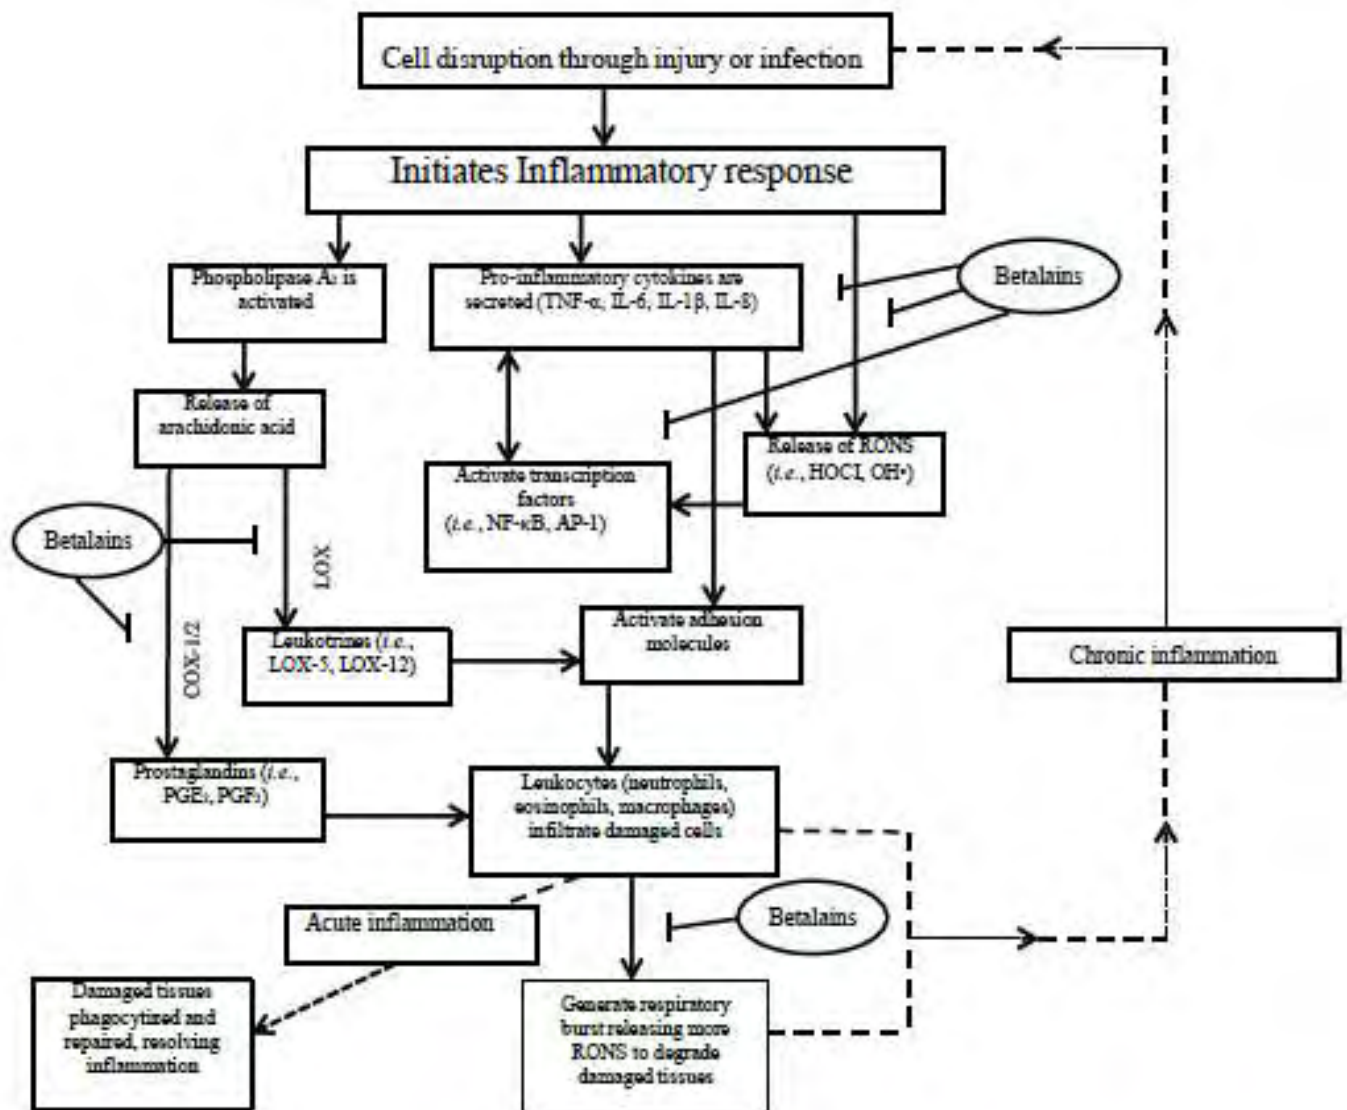 Cell disruption through injury or infection
Initiates Inflammatory response
Phospholipase A₂ is
activated
Pro-inflammatory cytokines are
secreted (TNF-α, IL-6, IL-1β, IL-8)
Betalains
Release of
arachidonic acid
Release of RONS
(i.e., HOCI, OH•)
Activate transcription
factors
(i.e., NF-κB, AP-1)
Betalains
LOX
COX-1/2
Leukotrines (i.e.,
LOX-5, LOX-12)
Activate adhesion
molecules
Chronic inflammation
Prostaglandins (i.e.,
PGE₂, PGF₂)
Leukocytes (neutrophils,
eosinophils, macrophages)
infiltrate damaged cells
Acute inflammation
Betalains
Damaged tissues
phagocytized and
repaired, resolving
inflammation
Generate respiratory
burst releasing more
RONS to degrade
damaged tissues